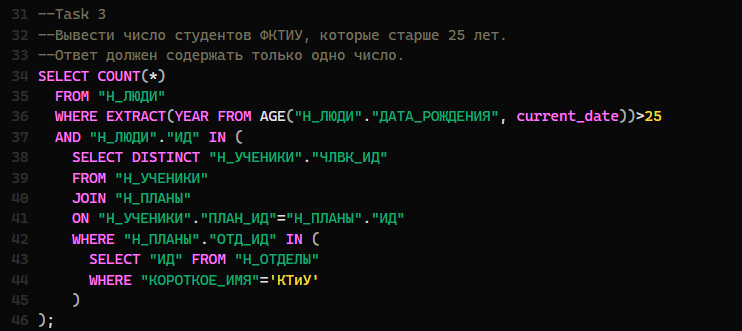 31 --Task 3
32 --Вывести число студентов ФКТИУ, которые старше 25 лет.
33 --Ответ должен содержать только одно число.
34 SELECT COUNT(*)
35   FROM "Н_ЛЮДИ"
36   WHERE EXTRACT(YEAR FROM AGE("Н_ЛЮДИ"."ДАТА_РОЖДЕНИЯ", current_date))>25
37   AND "Н_ЛЮДИ"."ИД" IN (
38     SELECT DISTINCT "Н_УЧЕНИКИ"."ЧЛВК_ИД"
39     FROM "Н_УЧЕНИКИ"
40     JOIN "Н_ПЛАНЫ"
41     ON "Н_УЧЕНИКИ"."ПЛАН_ИД"="Н_ПЛАНЫ"."ИД"
42     WHERE "Н_ПЛАНЫ"."ОТД_ИД" IN (
43       SELECT "ИД" FROM "Н_ОТДЕЛЫ"
44       WHERE "КОРОТКОЕ_ИМЯ"='КТиУ'
45     )
46 );